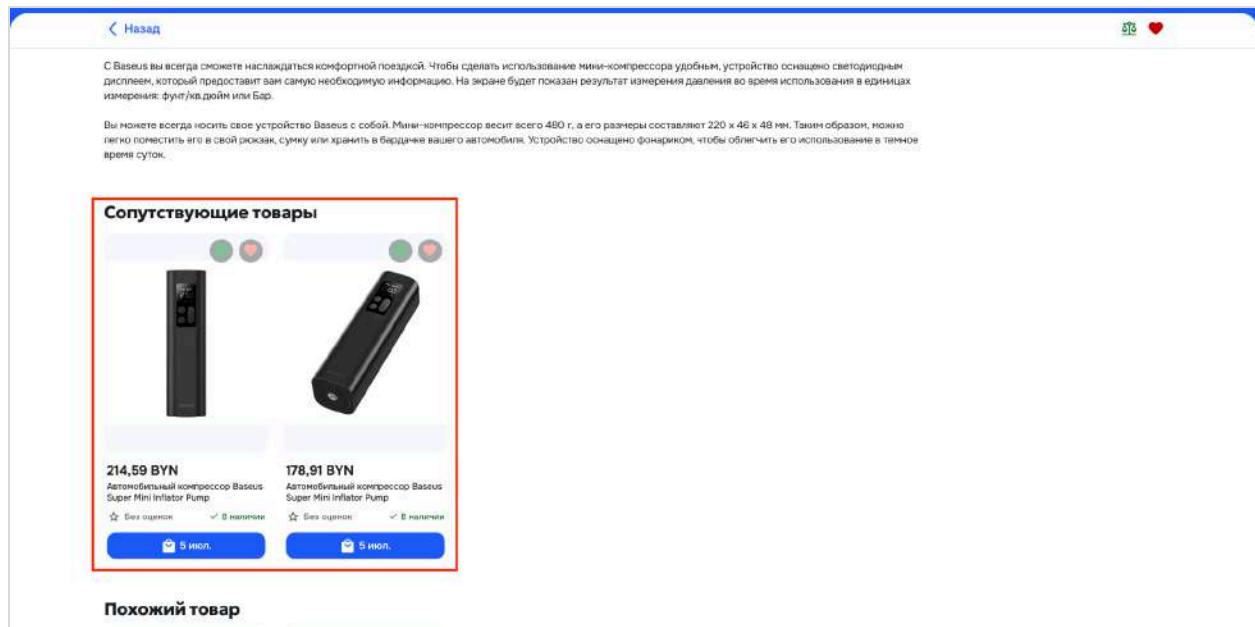 Назад
С Baseus вы всегда сможете наслаждаться комфортной поездкой. Чтобы сделать использование мини-компрессора удобным, устройство оснащено светодиодным
дисплеем, который предоставит вам самую необходимую информацию. На экране будет показан результат измерения давления во время использования в единицах
измерения: фунт/кв.дюйм или Бар.
Вы можете всегда носить свое устройство Baseus с собой. Мини-компрессор весит всего 480 г, а его размеры составляют 220 x 46 x 48 мм. Таким образом, можно
легко поместить его в свой рюкзак, сумку или хранить в бардачке вашего автомобиля. Устройство оснащено фонариком, чтобы облегчить его использование в темное
время суток.
Сопутствующие товары
214,59 BYN
Автомобильный компрессор Baseus
Super Mini Inflator Pump
Без оценок
В наличии
5 июл.
178,91 BYN
Автомобильный компрессор Baseus
Super Mini Inflator Pump
Без оценок
В наличии
5 июл.
Похожий товар